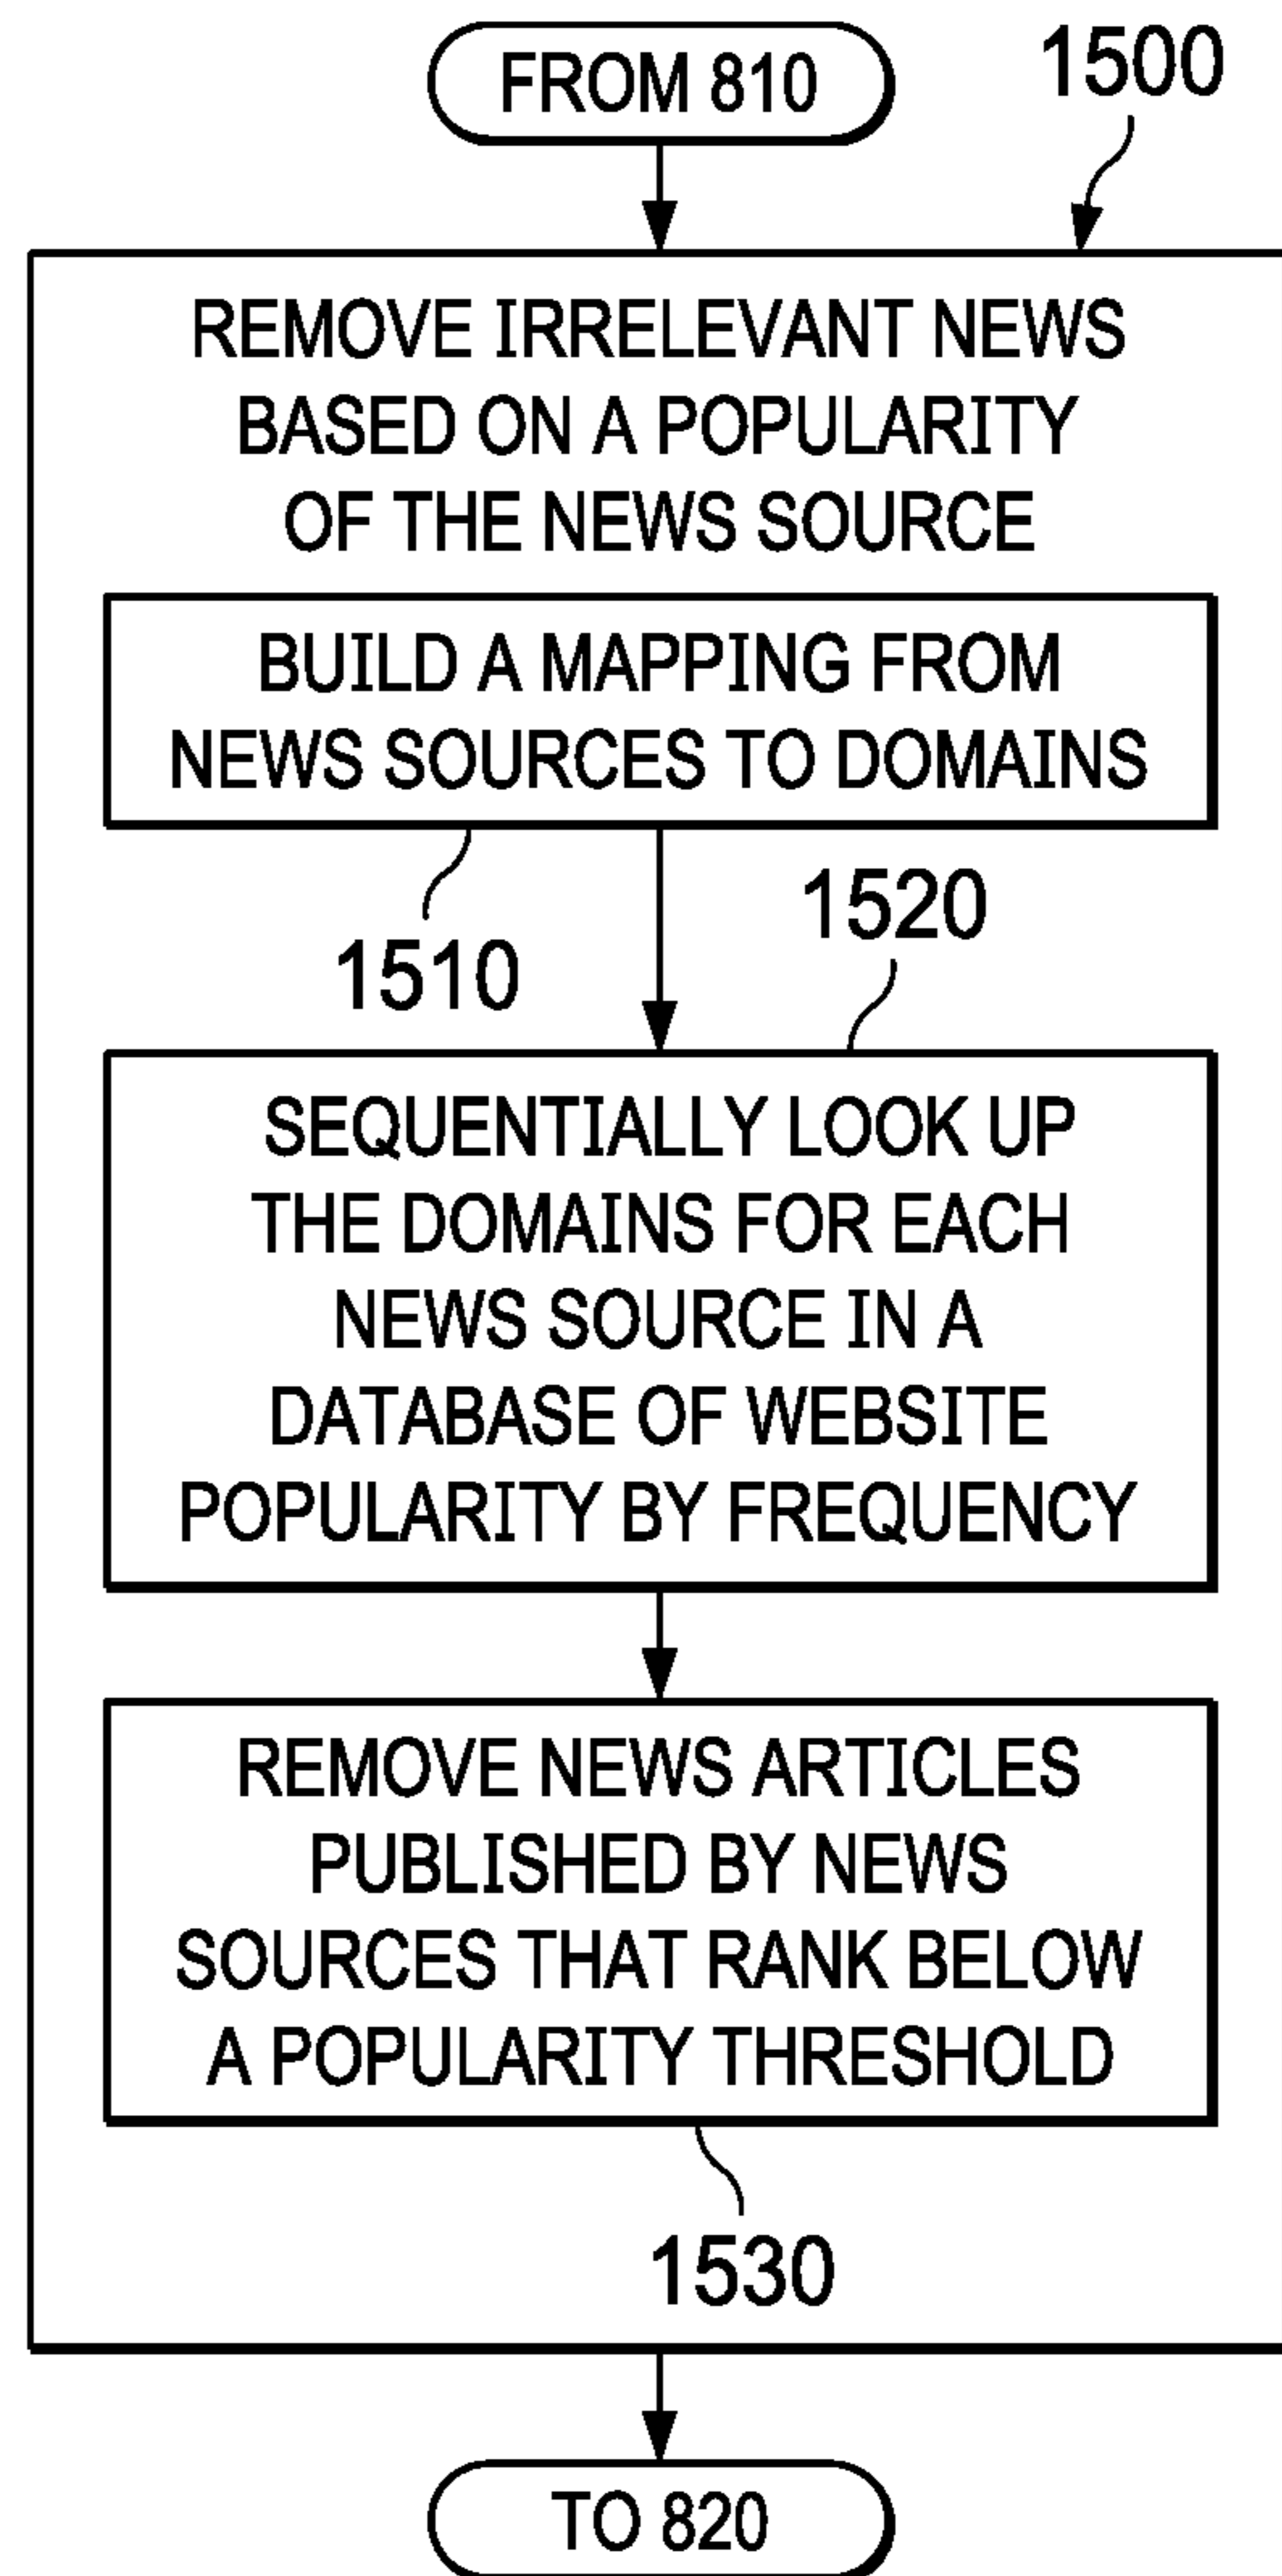 FROM 810
1500
REMOVE IRRELEVANT NEWS
BASED ON A POPULARITY
OF THE NEWS SOURCE
BUILD A MAPPING FROM
NEWS SOURCES TO DOMAINS
1510
1520
SEQUENTIALLY LOOK UP
THE DOMAINS FOR EACH
NEWS SOURCE IN A
DATABASE OF WEBSITE
POPULARITY BY FREQUENCY
REMOVE NEWS ARTICLES
PUBLISHED BY NEWS
SOURCES THAT RANK BELOW
A POPULARITY THRESHOLD
1530
TO 820